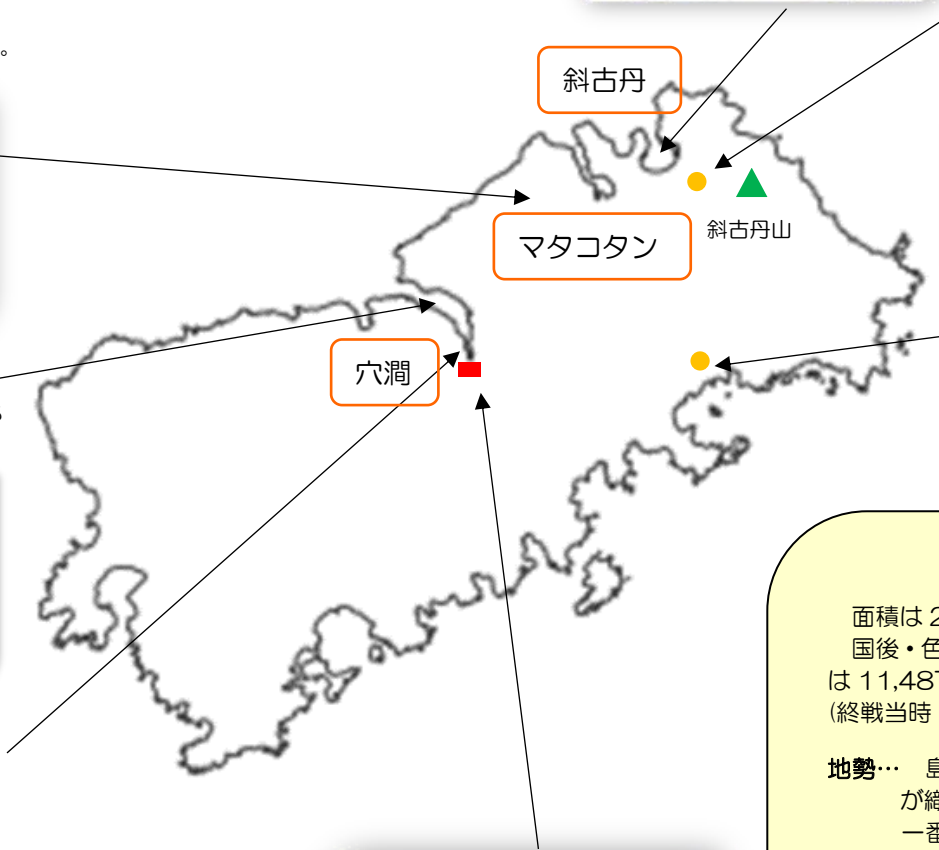 。
斜古丹
マタコタン
斜古丹山
穴澗
面積は２
国後・色
は 11,487
(終戦当時
地勢… 島
が縦
一番